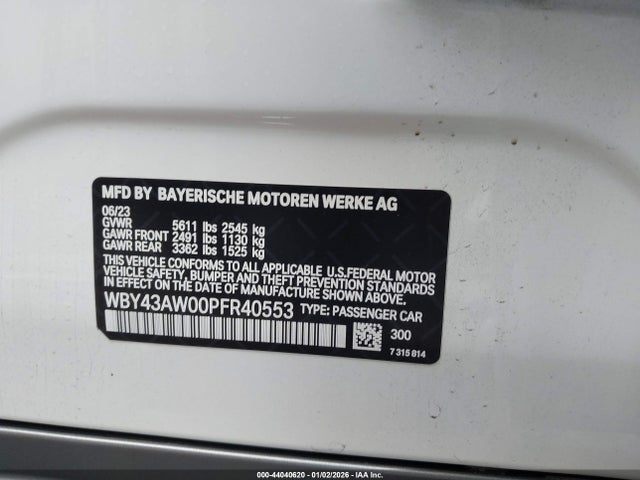 MFD BY BAYERISCHE MOTOREN WERKE AG
06/23
GVWR 5611 lbs 2545 kg
GAWR FRONT 2491 lbs 1130 kg
GAWR REAR 3362 lbs 1525 kg
THIS VEHICLE CONFORMS TO ALL APPLICABLE U.S.FEDERAL MOTOR
VEHICLE SAFETY, BUMPER AND THEFT PREVENTION STANDARDS
IN EFFECT ON THE DATE OF MANUFACTURE SHOWN ABOVE.
WBY43AW00PFR40553 TYPE: PASSENGER CAR
300
7 315 814
000-44040620 | 01/02/2026 | © IAA Inc.